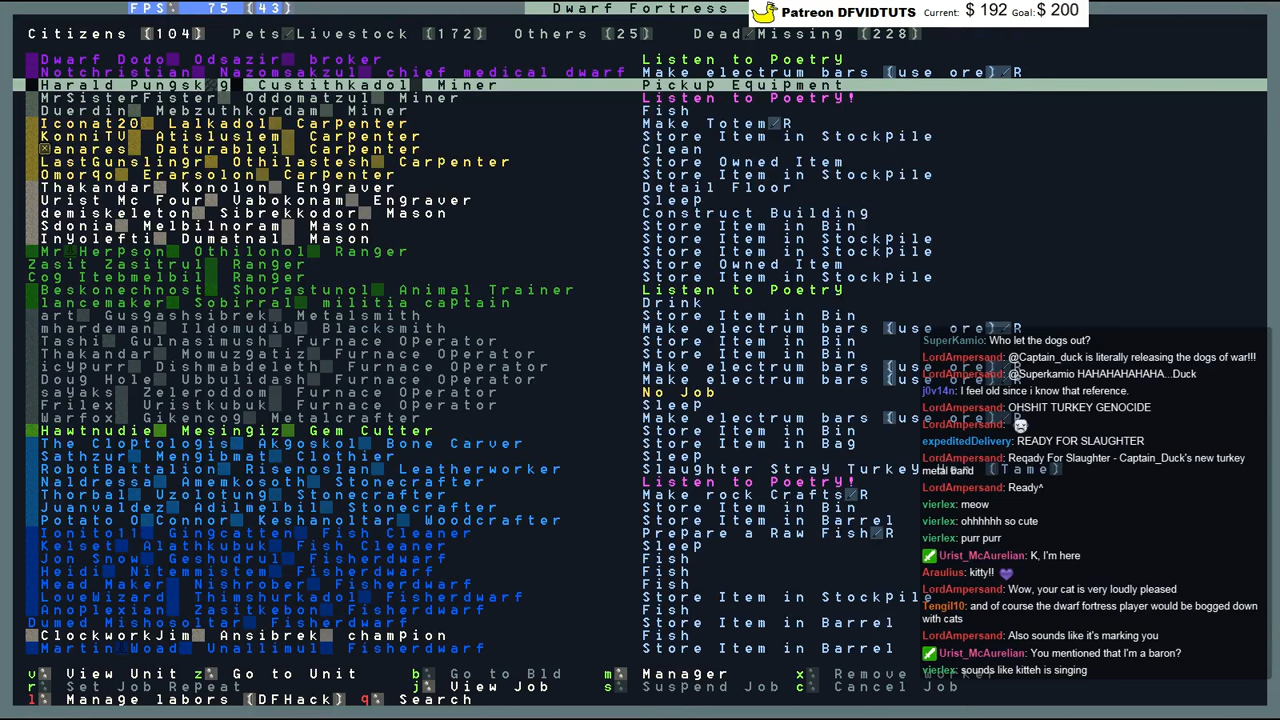 FPS: 75 (43)
Dwarf Fortress
Patreon DFVIDTUTS Current: $ 192 Goal: $ 200
Citizens (104) Pets/Livestock (172) Others (25) Dead/Missing (228)
Dwarf Dodo Odsazir broker Listen to Poetry
Notchristian Nazomsakzul chief medical dwarf Make electrum bars (use ore)/R
Harald Pungsk g Custithkadol Miner Pickup Equipment
MrSisterFister Oddomatzul Miner Listen to Poetry!
Duerdin Mebzuthkordam Miner Fish
Iconat20 Lalkadol Carpenter Make Totem/R
KonniTV Atisluslem Carpenter Store Item in Stockpile
anares Daturablel Carpenter Clean
LastGunslingr Othilastesh Carpenter Store Owned Item
Omorqo Erarsolon Carpenter Store Item in Stockpile
Thakandar Konolon Engraver Detail Floor
Urist Mc Four Vabokonam Engraver Sleep
demiskeleton Sibrekkodor Mason Construct Building
Sdonia Melbilnoram Mason Store Item in Bin
InYolefti Dumatnal Mason Store Item in Stockpile
Mr Herpson Othilonol Ranger Store Item in Stockpile
Zasit Zasitrul Ranger Store Owned Item
Cog Itebmelbil Ranger Store Item in Stockpile
Beskonechnost Shorastunol Animal Trainer Listen to Poetry
lancemaker Sobirral militia captain Drink
art Gusgashsibrek Metalsmith Store Item in Bin
mhardeman Ildomudib Blacksmith Make electrum bars (use ore)/R
Tashi Gulnasimuh Furnace Operator Store Item in Bin
Thakandar Momuzgatiz Furnace Operator Make electrum bars
icypurr Dishmabdeb Furnace Operator Make electrum bars
Doug Hole Ubbulidash Furnace Operator Make electrum bars
sayaks Zelerolnunok Furnace Operator No Job
Frilex Uristkubuk Furnace Operator Sleep
Warfox Gikengcog Metalcrafter Make electrum bars (use ore)
Hawtnudie Mesingiz Gem Cutter Store Item in Bin
The Cloptologis Akgoskol Bone Carver Store Item in Bag
Sathzur Mengibmat Clothier Sleep
RobotBattalion Risenoslan Leatherworker Slaughter Stray Turkey (Tame)
Naldressa Amemkosoth Stonecrafter Listen to Poetry!
Thorbal Uzolotung Stonecrafter Make rock Crafts/R
Juanvaldez Adilmelbil Stonecrafter Store Item in Bin
Potato O Connor Keshanoltar Woodcrafter Store Item in Barrel
Ionito11 Gingcatten Fish Cleaner Prepare a Raw Fish/R
Kelset Alathkubuk Fish Cleaner Sleep
Jon Snow Geshudrul Fisherdwarf Fish
Heidi Nitemmistem Fisherdwarf Fish
Mead Maker Nishrober Fisherdwarf Fish
LoveWizard Thimshurkadol Fisherdwarf Store Item in Stockpile
Anoplexian Zasitkebon Fisherdwarf Fish
Dumed Mishosoltar Fisherdwarf Store Item in Barrel
ClockworkJim Ansibrek champion Fish
Martin Woad Unallimul Fisherdwarf Store Item in Barrel
v: View Unit z: Go to Unit b: Go to Bld m: Manager x: Remove Worker
r: Set Job Repeat j: View Job s: Suspend Job c: Cancel Job
l: Manage labors (DFHack) q: Search
SuperKamio: Who let the dogs out?
LordAmpersand: @Captain_duck is literally releasing the dogs of war!!!
LordAmpersand: @Superkamio HAHAHAHAHAHA...Duck
j0v14n: I feel old since i know that reference.
LordAmpersand: OHSHIT TURKEY GENOCIDE
LordAmpersand:
expeditedDelivery: READY FOR SLAUGHTER
LordAmpersand: Reqady For Slaughter - Captain_Duck's new turkey
metal band
LordAmpersand: Ready^
vierlex: meow
vierlex: ohhhhhh so cute
vierlex: purr purr
Urist_McAurelian: K, I'm here
Araulius: kitty!!
LordAmpersand: Wow, your cat is very loudly pleased
Tengil10: and of course the dwarf fortress player would be bogged down
with cats
LordAmpersand: Also sounds like it's marking you
Urist_McAurelian: You mentioned that I'm a baron?
vierlex: sounds like kitteh is singing